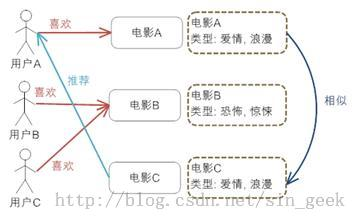 喜欢
电影A
电影A
类型: 爱情, 浪漫
用户A
推荐
相似
喜欢
电影B
电影B
类型: 恐怖, 惊悚
用户B
喜欢
电影C
电影C
类型: 爱情, 浪漫
用户C
http://blog.csdn.net/sin_geek